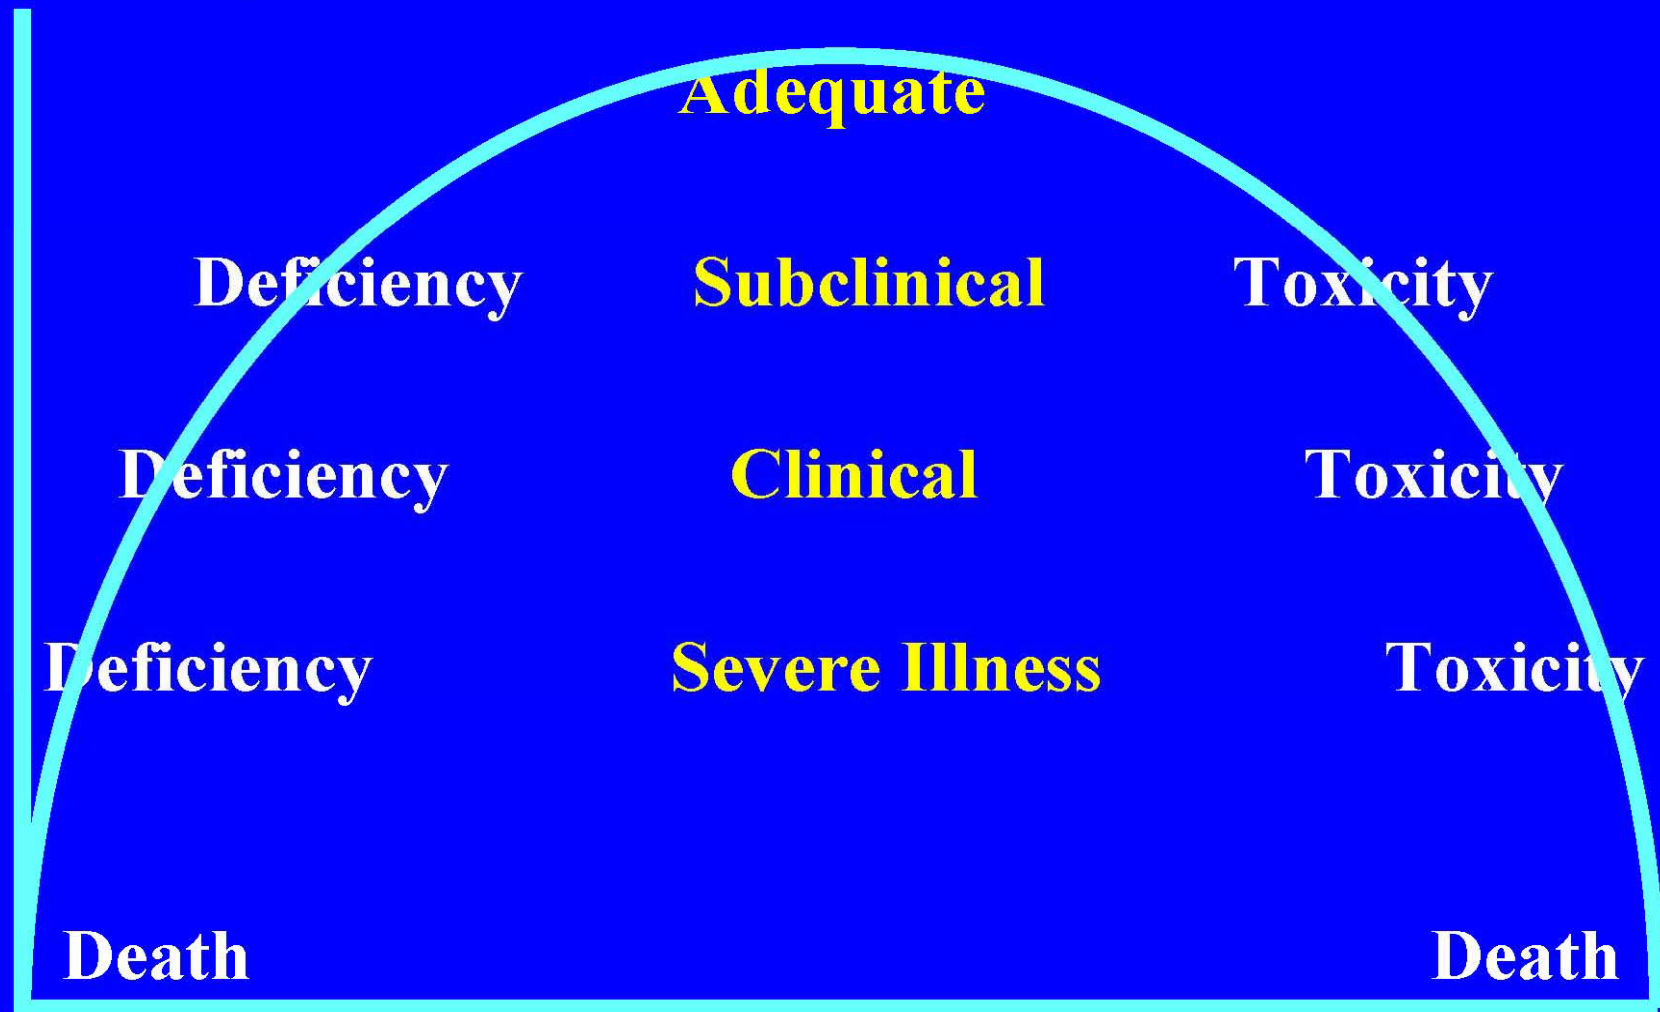 Adequate
Deficiency Subclinical Toxicity
Deficiency Clinical Toxicity
Deficiency Severe Illness Toxicity
Death Death